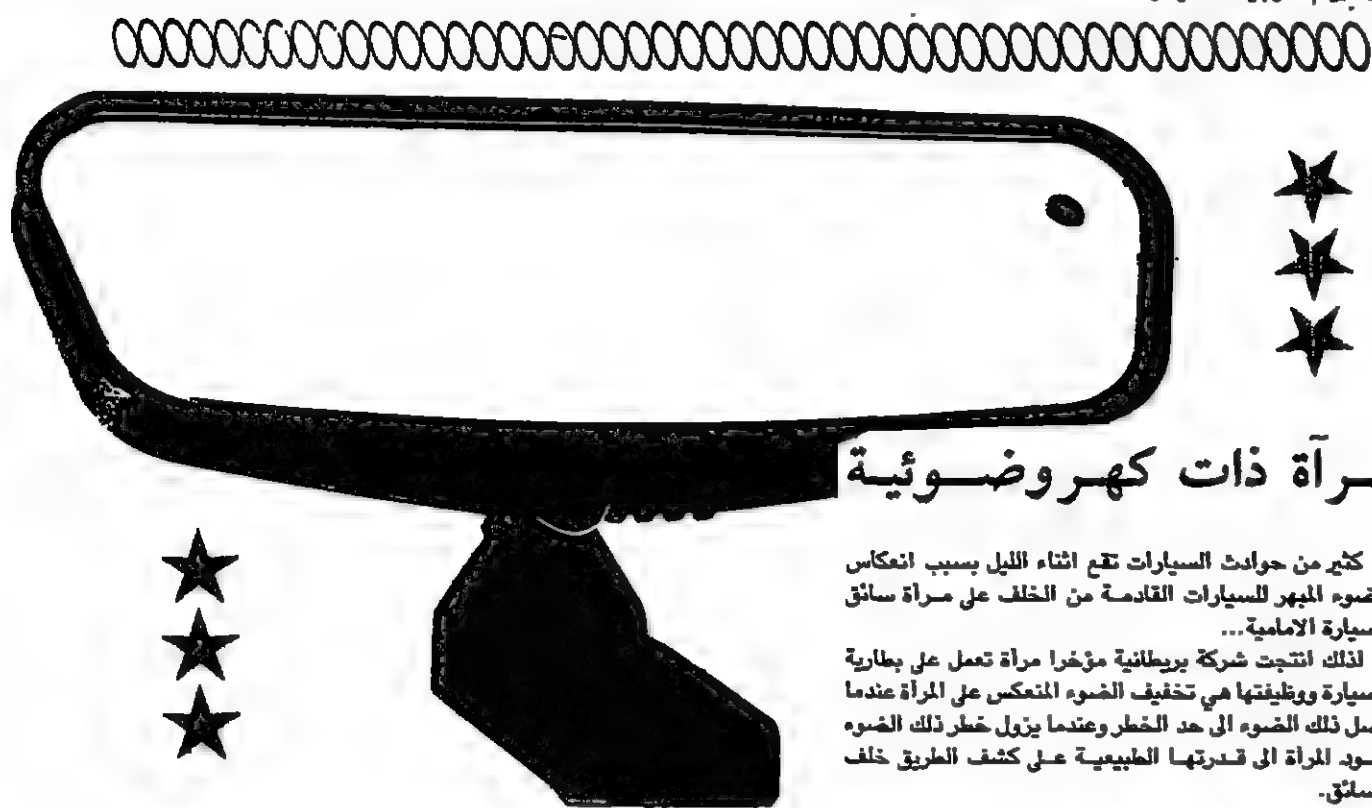 رآة ذات كهروضوئية
كثير من حوادث السيارات تقع اثناء الليل بسبب انعكاس
ضوء المبهر للسيارات القادمة من الخلف على مرآة سائق
سيارة الامامية...
لذلك انتجت شركة بريطانية مؤخرا مرآة تعمل على بطارية
سيارة ووظيفتها هي تخفيف الضوء المنعكس على المرآة عندما
صل ذلك الضوء الى حد الخطر وعندما يزول خطر ذلك الضوء
ود المرآة الى قدرتها الطبيعية على كشف الطريق خلف
سائق.